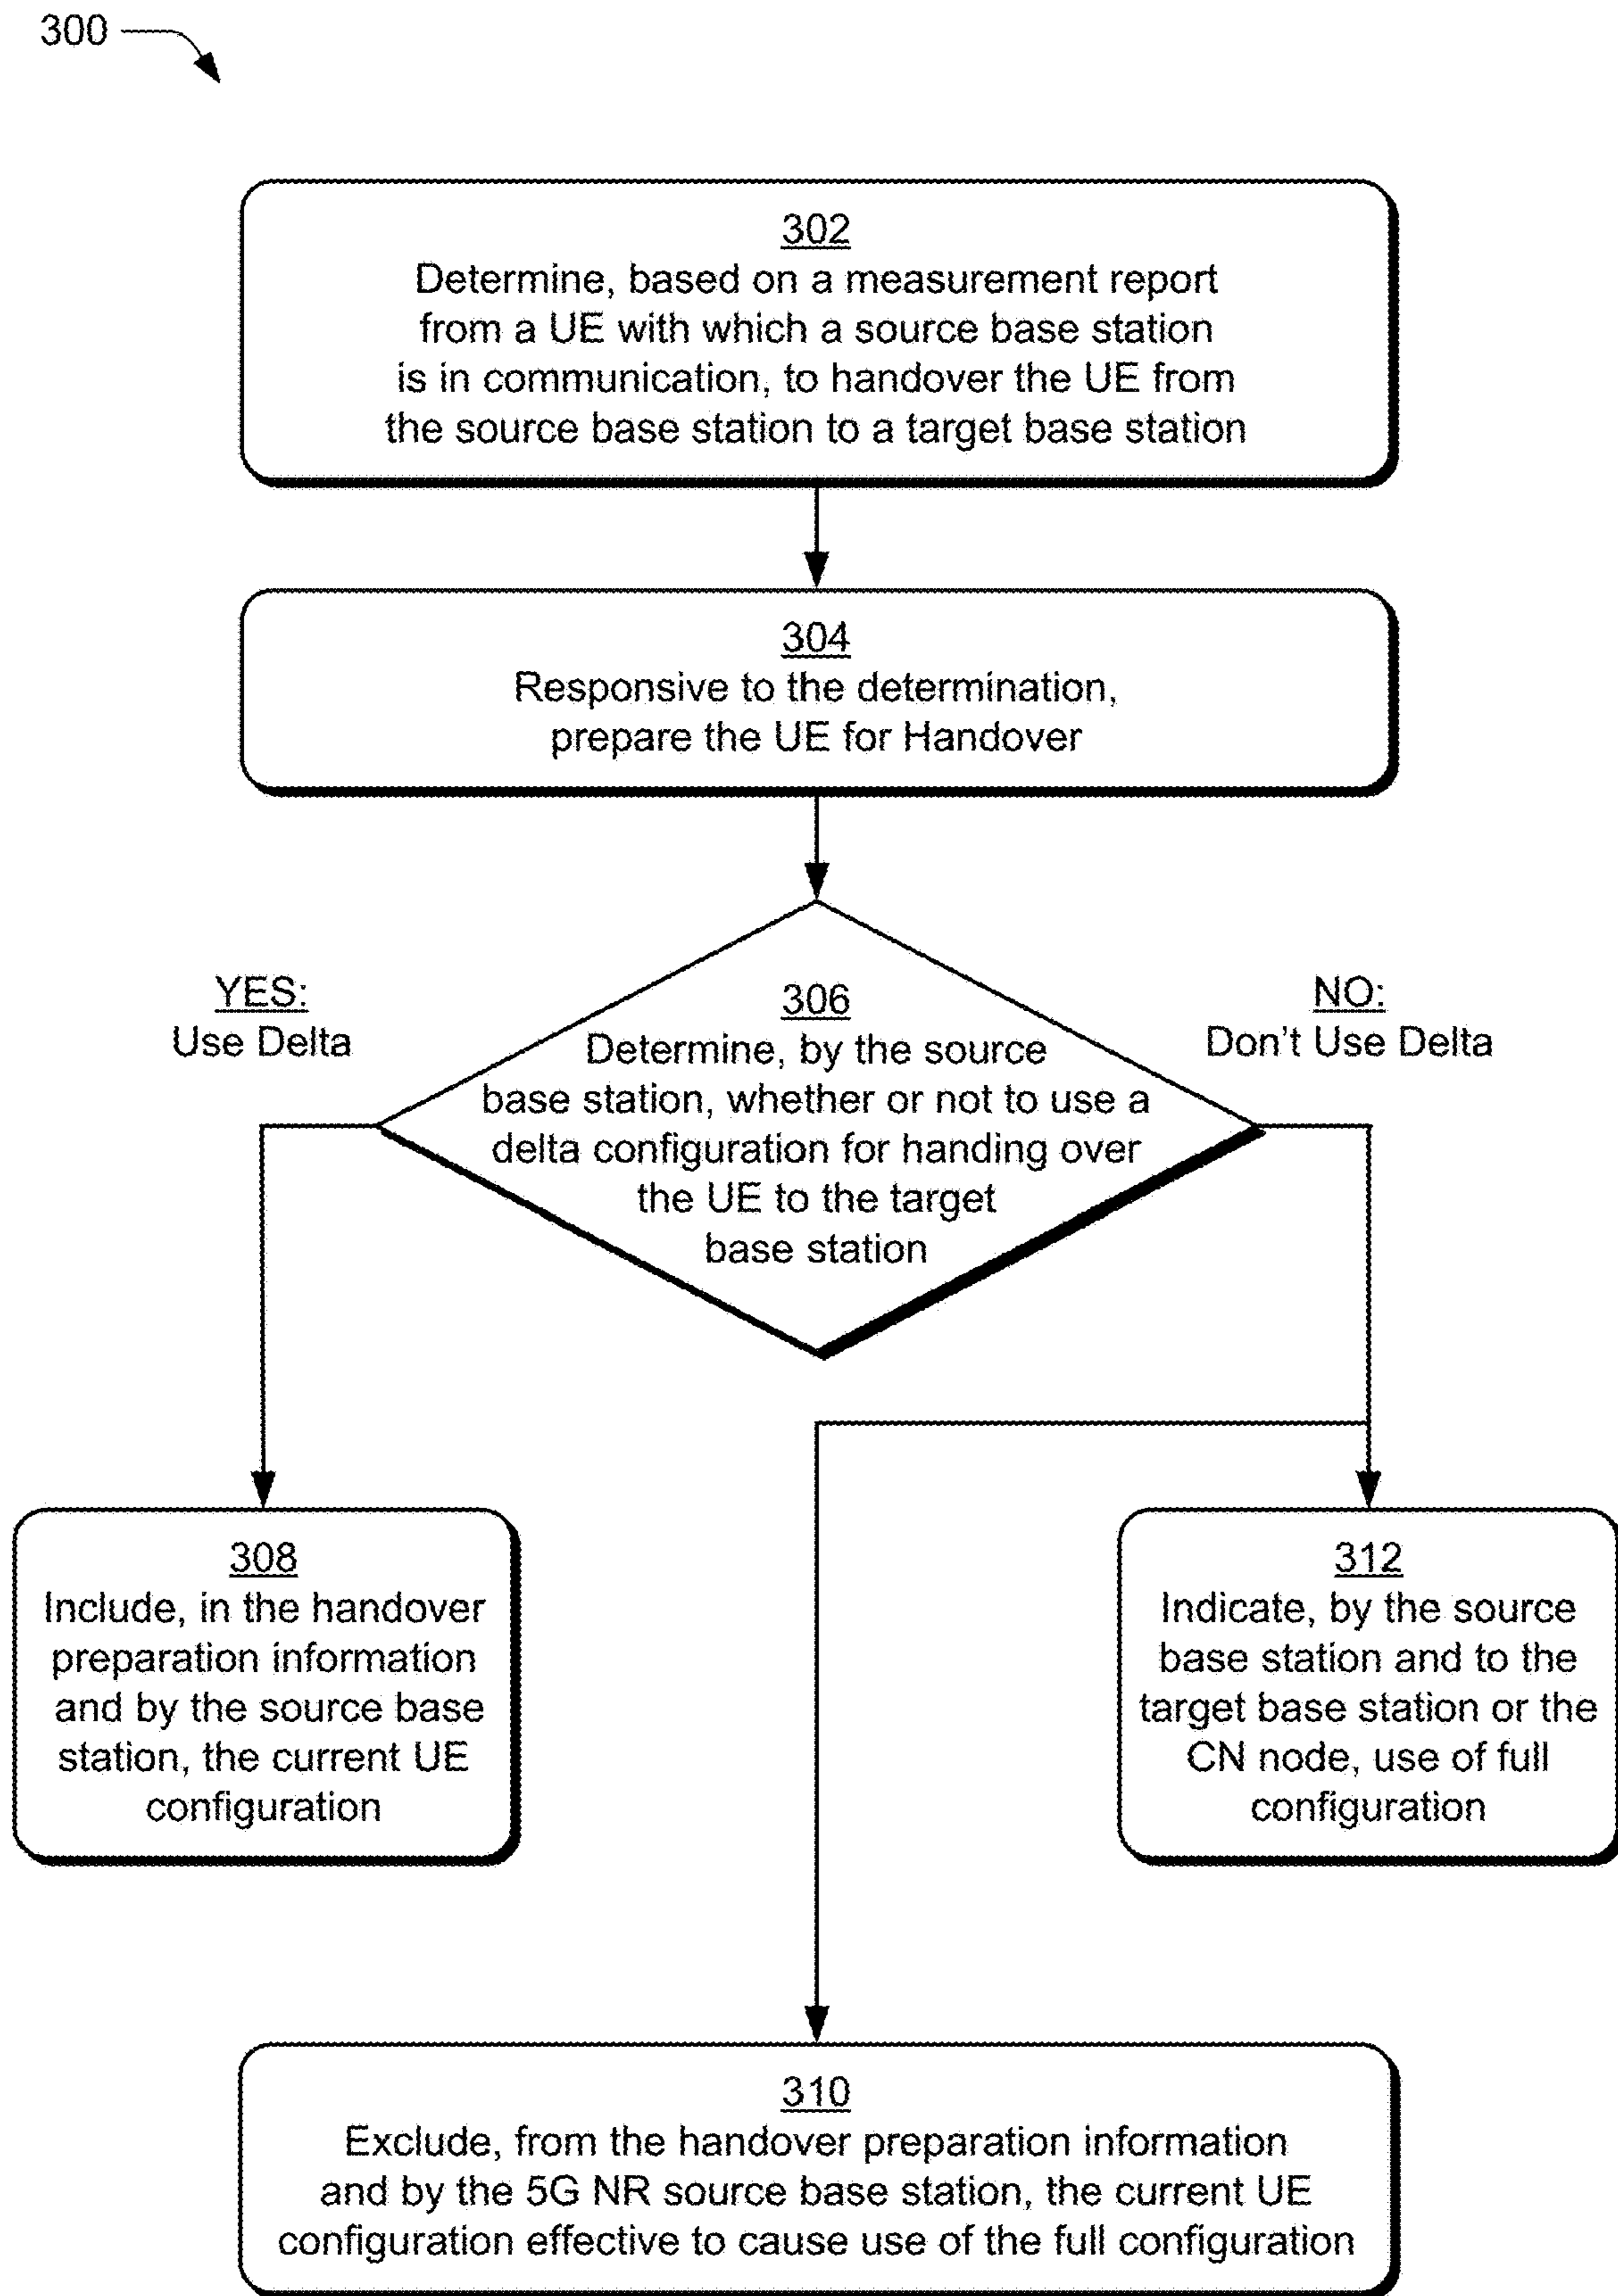 300
302
Determine, based on a measurement report
from a UE with which a source base station
is in communication, to handover the UE from
the source base station to a target base station
304
Responsive to the determination,
prepare the UE for Handover
YES:
Use Delta
306
Determine, by the source
base station, whether or not to use a
delta configuration for handing over
the UE to the target
base station
NO:
Don't Use Delta
308
Include, in the handover
preparation information
and by the source base
station, the current UE
configuration
312
Indicate, by the source
base station and to the
target base station or the
CN node, use of full
configuration
310
Exclude, from the handover preparation information
and by the 5G NR source base station, the current UE
configuration effective to cause use of the full configuration